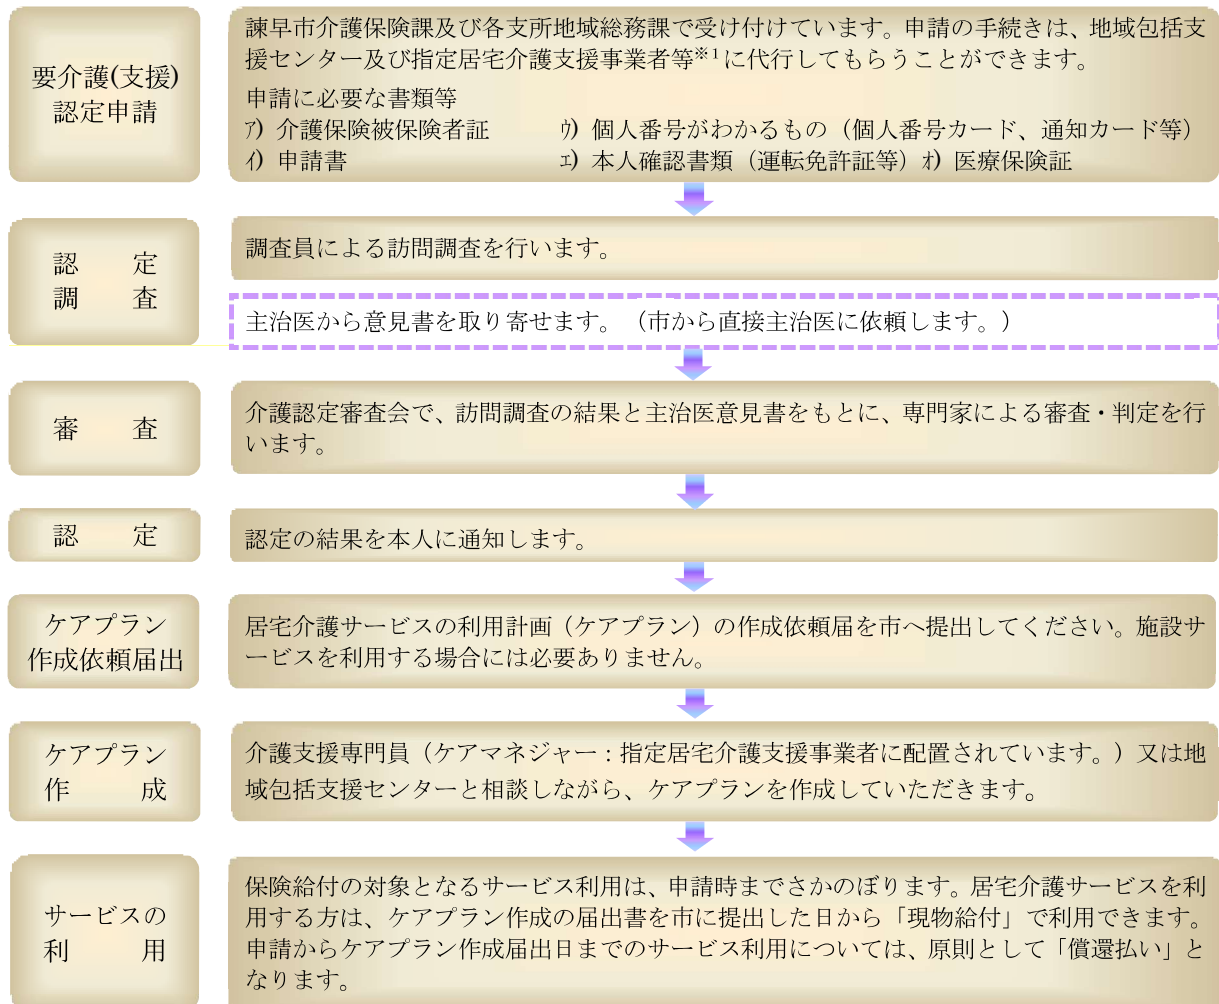 要介護(支援)
認定申請
諫早市介護保険課及び各支所地域総務課で受け付けています。申請の手続きは、地域包括支
援センター及び指定居宅介護支援事業者等※1に代行してもらうことができます。
申請に必要な書類等
ｱ) 介護保険被保険者証 ｳ) 個人番号がわかるもの（個人番号カード、通知カード等）
ｲ) 申請書 ｴ) 本人確認書類（運転免許証等）ｵ) 医療保険証
認 定
調 査
調査員による訪問調査を行います。
主治医から意見書を取り寄せます。（市から直接主治医に依頼します。）
審 査
介護認定審査会で、訪問調査の結果と主治医意見書をもとに、専門家による審査・判定を行
います。
認 定
認定の結果を本人に通知します。
ケアプラン
作成依頼届出
居宅介護サービスの利用計画（ケアプラン）の作成依頼届を市へ提出してください。施設サ
ービスを利用する場合には必要ありません。
ケアプラン
作 成
介護支援専門員（ケアマネジャー：指定居宅介護支援事業者に配置されています。）又は地
域包括支援センターと相談しながら、ケアプランを作成していただきます。
サービスの
利 用
保険給付の対象となるサービス利用は、申請時までさかのぼります。居宅介護サービスを利
用する方は、ケアプラン作成の届出書を市に提出した日から「現物給付」で利用できます。
申請からケアプラン作成届出日までのサービス利用については、原則として「償還払い」と
なります。